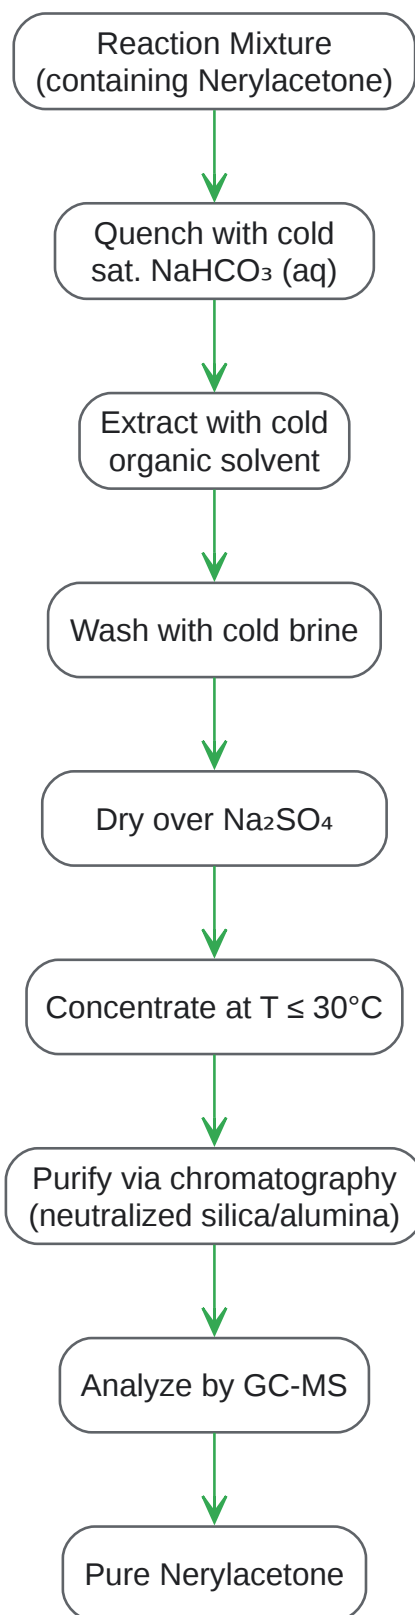 Reaction Mixture
(containing Nerylacetone)
Quench with cold
sat. NaHCO₃ (aq)
Extract with cold
organic solvent
Wash with cold brine
Dry over Na₂SO₄
Concentrate at T ≤ 30°C
Purify via chromatography
(neutralized silica/alumina)
Analyze by GC-MS
Pure Nerylacetone